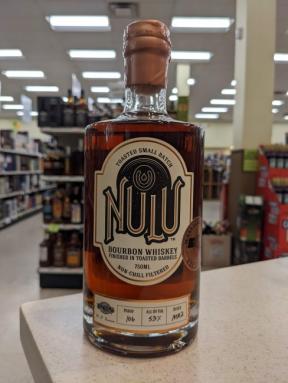 TOASTED SMALL BATCH
NULU
TM
BOURBON WHISKEY
FINISHED IN TOASTED BARRELS
750ML
NON CHILL FILTERED
PROOF
106
ALC BY VOL
53%